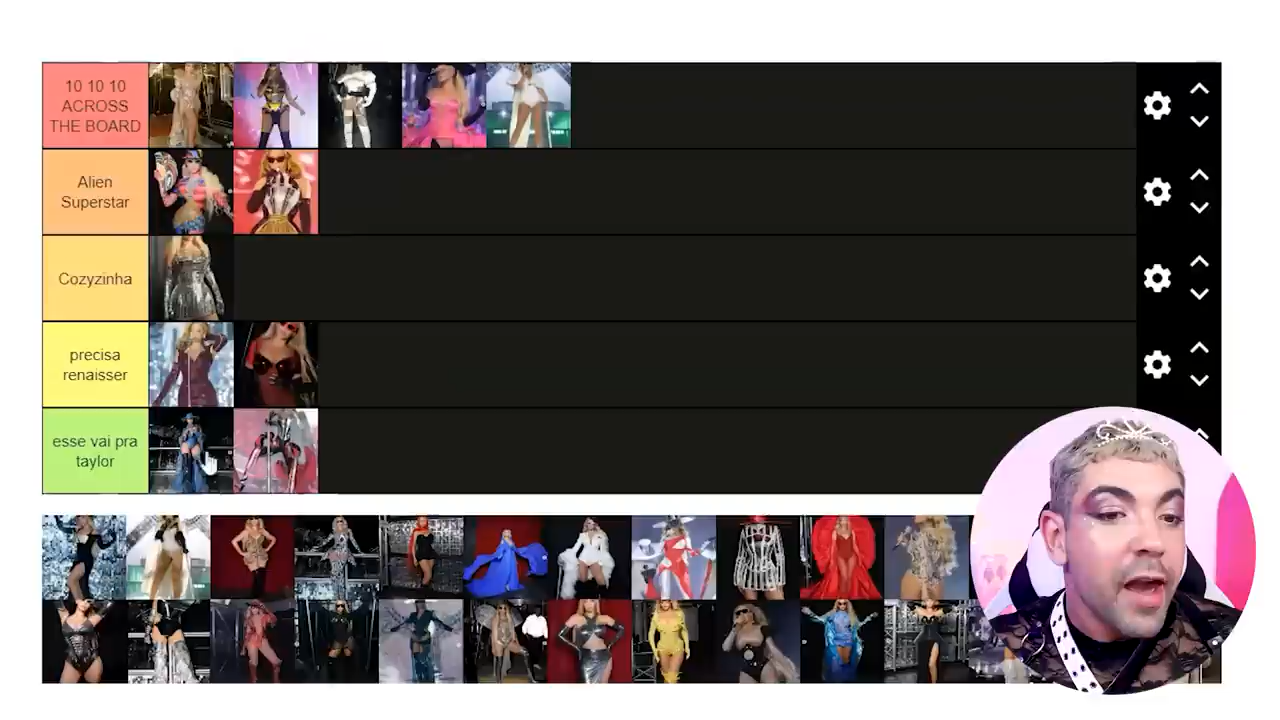 10 10 10
ACROSS
THE BOARD
Alien
Superstar
Cozyzinha
precisa
renaisser
esse vai pra
taylor